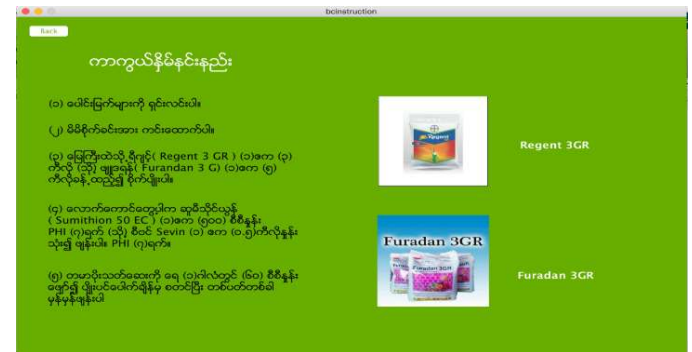 bcinstruction
Back
ကာကွယ်နှိမ်နင်းနည်း
(၁) ပေါင်းမြက်များကို ရှင်းလင်းပါ။
(၂) မိမိစိုက်ခင်းအား ကင်းထောက်ပါ။
(၃) မြေကြီးထဲသို့ ရီဂျင့်( Regent 3 GR ) (၁)ဧက (၃)
ကီလို (သို့) ဖျူဒရန်( Furandan 3 G) (၁)ဧက (၅)
ကီလိုခန့် ထည့်၍ စိုက်ပျိုးပါ။
(၄) လောက်ကောင်တွေ့ပါက ဆူမီသိုင်ယွန်
( Sumithion 50 EC ) (၁)ဧက (၅၀၀) စီစီနှုန်း
PHI (၇)ရက် (သို့) စီဗင် Sevin (၁) ဧက (၀.၅)ကီလိုနှုန်း
သုံး၍ ဖျန်းပါ။ PHI (၇)ရက်။
(၅) တမာပိုးသတ်ဆေးကို ရေ (၁)ဂါလံတွင် (၆၀) စီစီနှုန်း
ဖျော်၍ ပျိုးပင်ပေါက်ချိန်မှ စတင်ပြီး တစ်ပတ်တစ်ခါ
မှန်မှန်ဖျန်းပါ
Regent
Regent 3GR
Furadan 3GR
Furadan 3GR